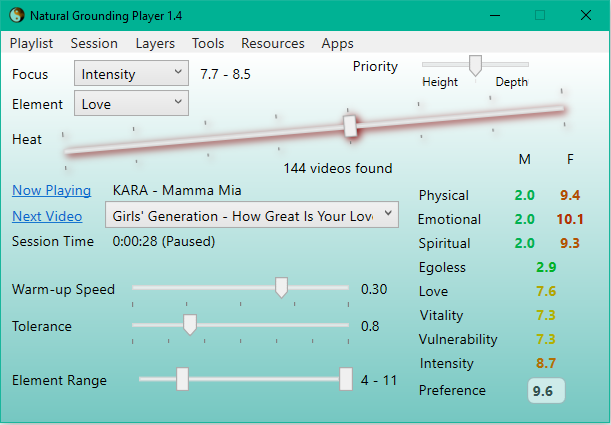 Natural Grounding Player 1.4
Playlist Session Layers Tools Resources Apps
Focus Intensity 7.7 - 8.5 Priority
Height Depth
Element Love
Heat
144 videos found
M F
Now Playing KARA - Mamma Mia
Next Video Girls' Generation - How Great Is Your Love
Session Time 0:00:28 (Paused)
Physical 2.0 9.4
Emotional 2.0 10.1
Spiritual 2.0 9.3
Egoless 2.9
Love 7.6
Vitality 7.3
Vulnerability 7.3
Intensity 8.7
Preference 9.6
Warm-up Speed 0.30
Tolerance 0.8
Element Range 4 - 11